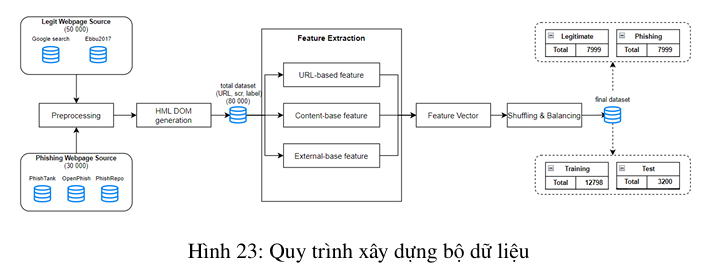 Legit Webpage Source
(50 000)
Google search
Ebbu2017
Preprocessing
HML DOM
generation
total dataset
(URL, scr, label)
(80 000)
Phishing Webpage Source
(30 000)
PhishTank
OpenPhish
PhishRepo
Feature Extraction
URL-based feature
Content-base feature
External-base feature
Feature Vector
Shuffling & Balancing
final dataset
Legitimate
Total 7999
Phishing
Total 7999
Training
Total 12798
Test
Total 3200
Hình 23: Quy trình xây dựng bộ dữ liệu